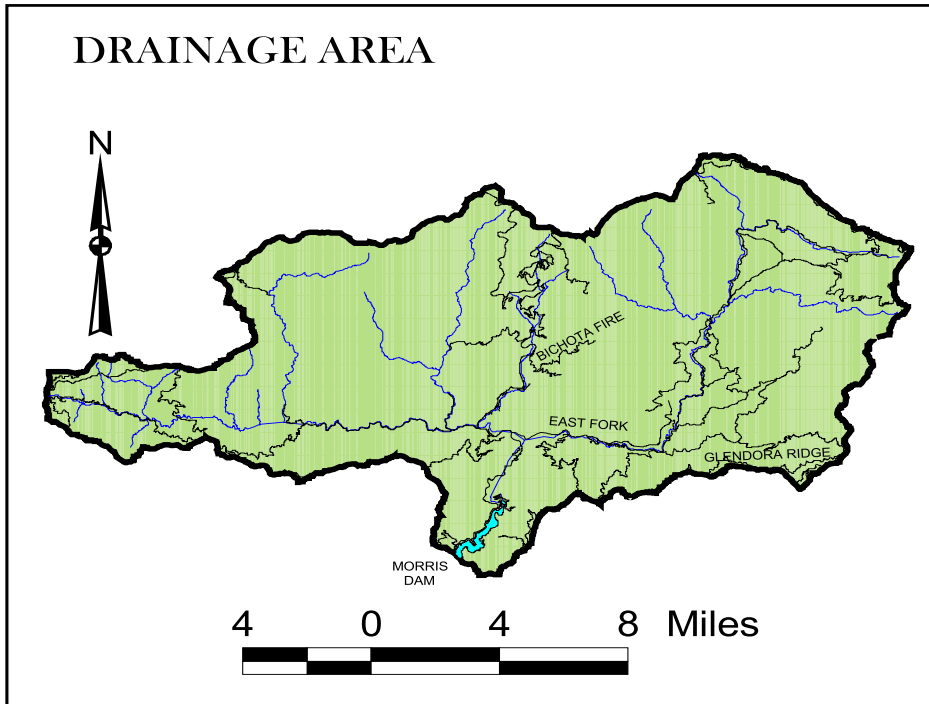 DRAINAGE AREA
N
BICHOTA FIRE
EAST FORK
GLENDORA RIDGE
MORRIS
DAM
4 0 4 8 Miles